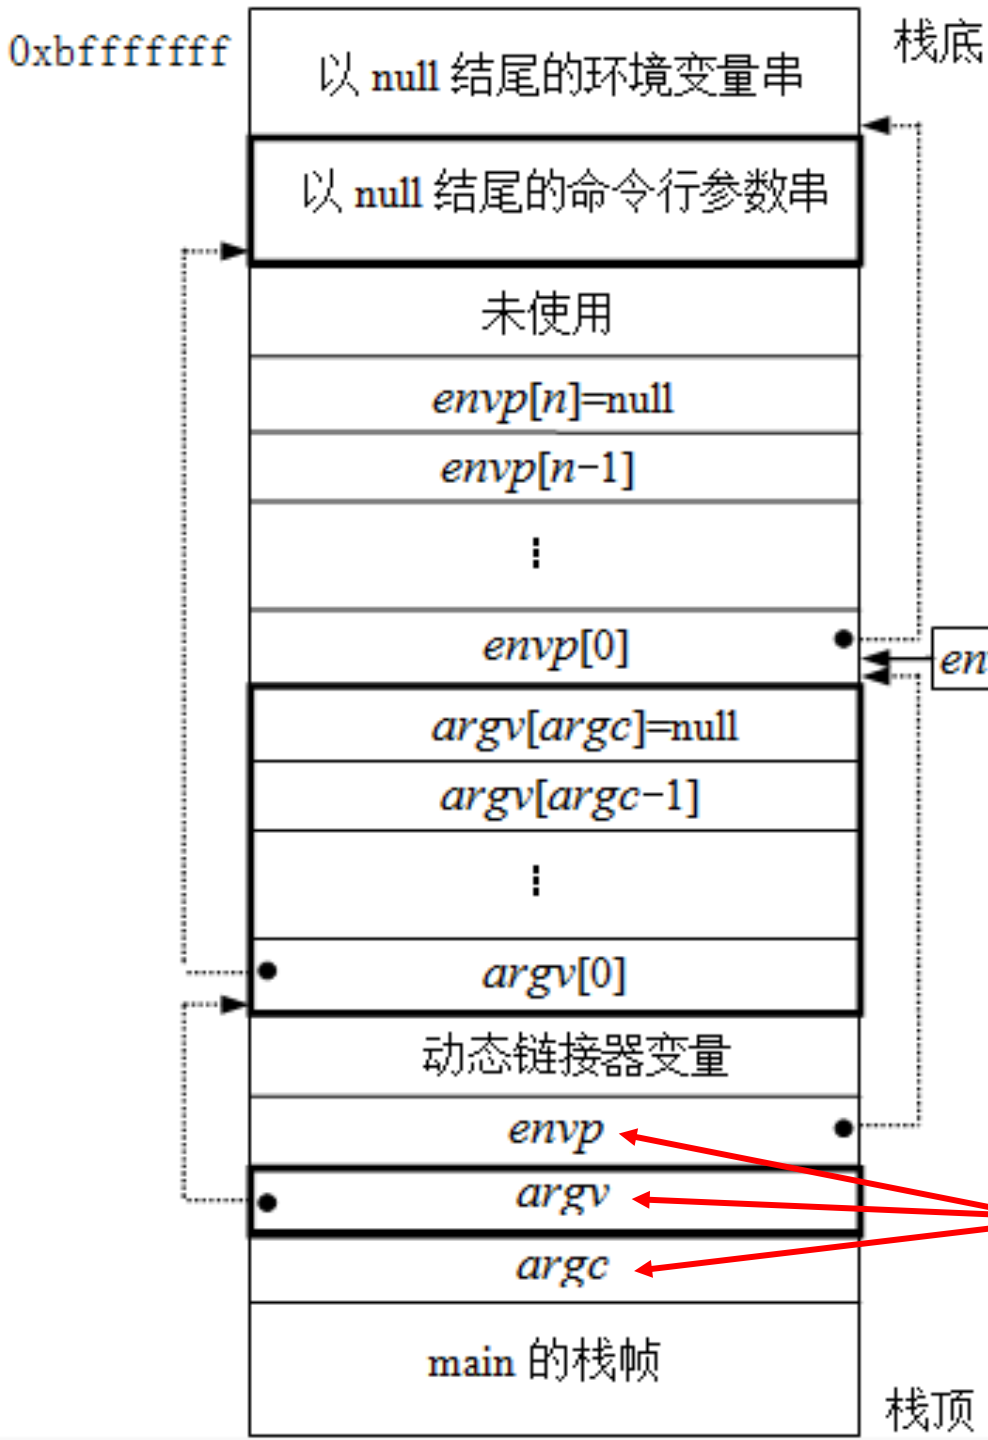 0xbfffffff
栈底
以 null 结尾的环境变量串
以 null 结尾的命令行参数串
未使用
envp[n]=null
envp[n-1]
⋮
envp[0]
en
argv[argc]=null
argv[argc-1]
⋮
argv[0]
动态链接器变量
envp
argv
argc
main 的栈帧
栈顶